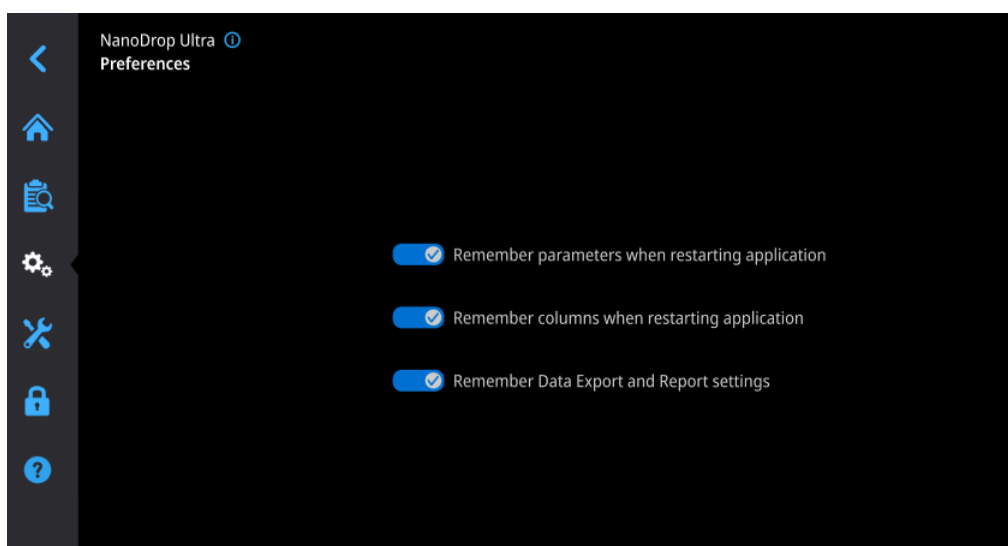 NanoDrop Ultra
Preferences
Remember parameters when restarting application
Remember columns when restarting application
Remember Data Export and Report settings